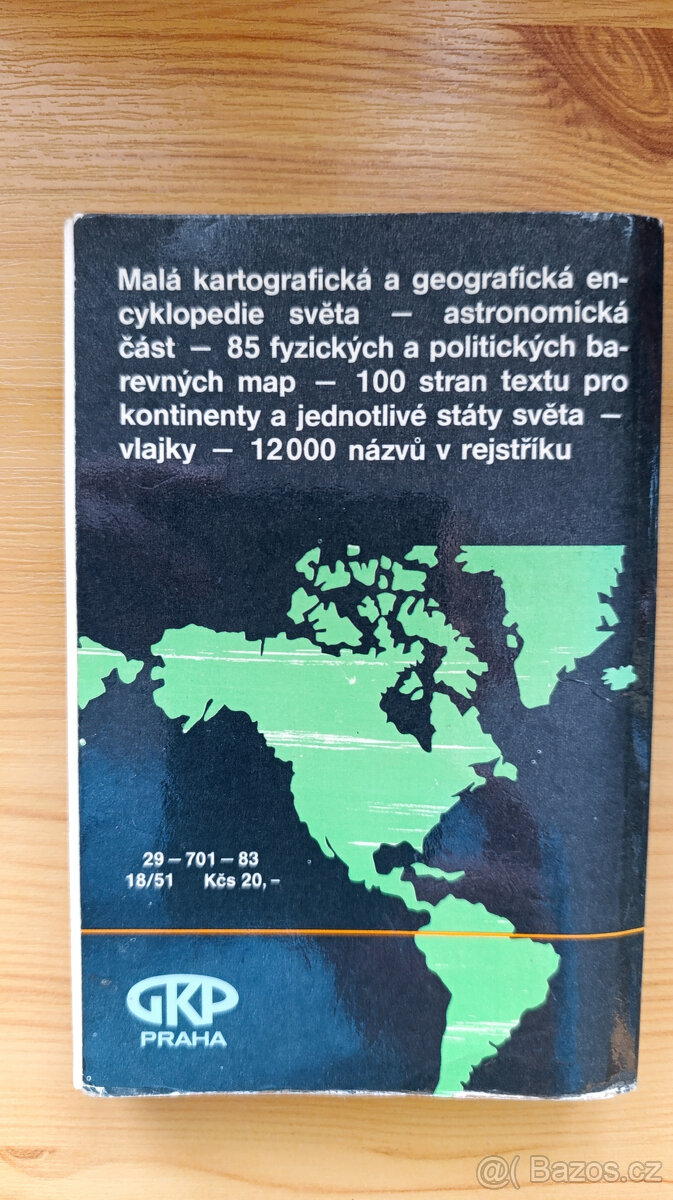 Malá kartografická a geografická en-
cyklopedie světa – astronomická
část – 85 fyzických a politických ba-
revných map – 100 stran textu pro
kontinenty a jednotlivé státy světa –
vlajky – 12000 názvů v rejstříku
29–701–83
18/51 Kčs 20,–
GKP
PRAHA
@( Bazos.cz